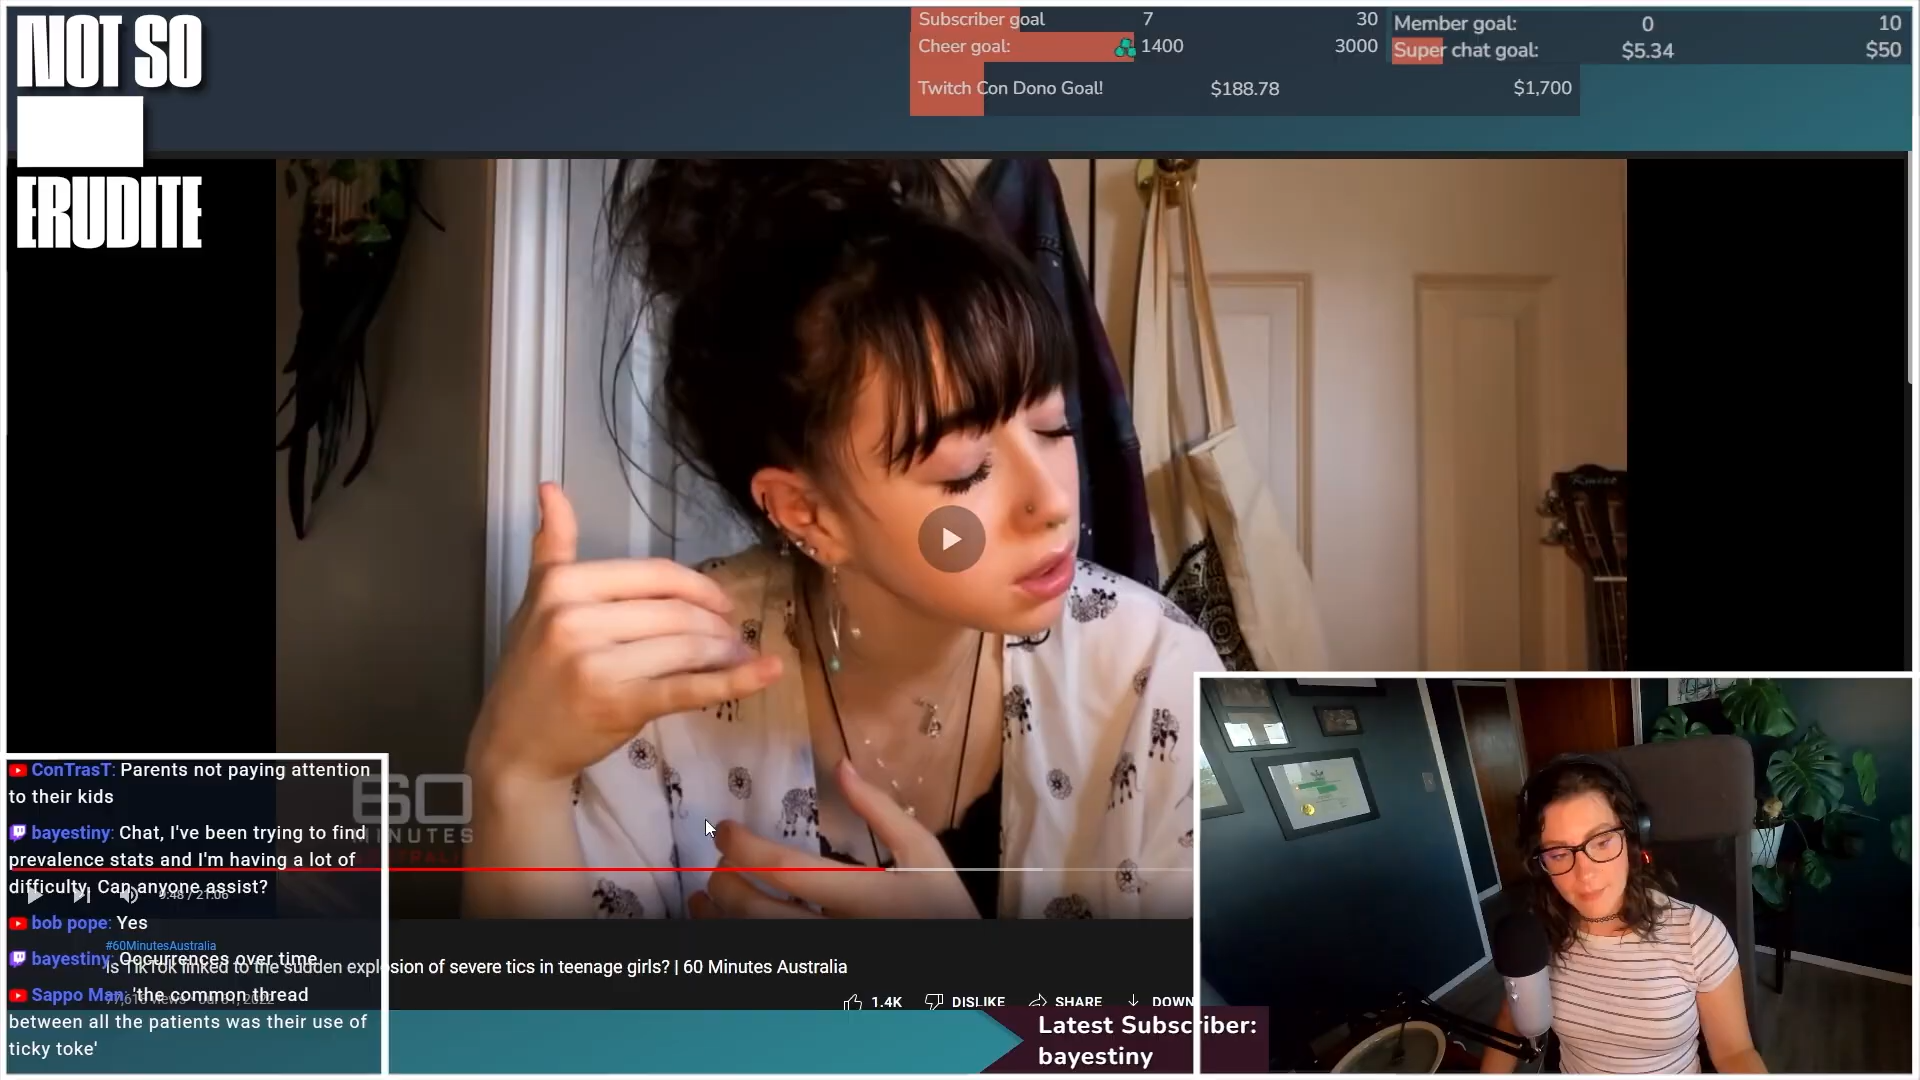 NOT SO
ERUDITE
Subscriber goal 7 30
Cheer goal: 1400 3000
Twitch Con Dono Goal! $188.78 $1,700
Member goal: 0 10
Super chat goal: $5.34 $50
60
MINUTES
ConTrasT: Parents not paying attention
to their kids
bayestiny: Chat, I've been trying to find
prevalence stats and I'm having a lot of
difficulty. Can anyone assist?
9:48 / 21:06
bob pope: Yes
#60MinutesAustralia
bayestiny: Occurrences over time
Is TikTok linked to the sudden explosion of severe tics in teenage girls? | 60 Minutes Australia
Sappo Man: 'the common thread
between all the patients was their use of
ticky toke'
1.4K DISLIKE SHARE DOWN
Latest Subscriber:
bayestiny